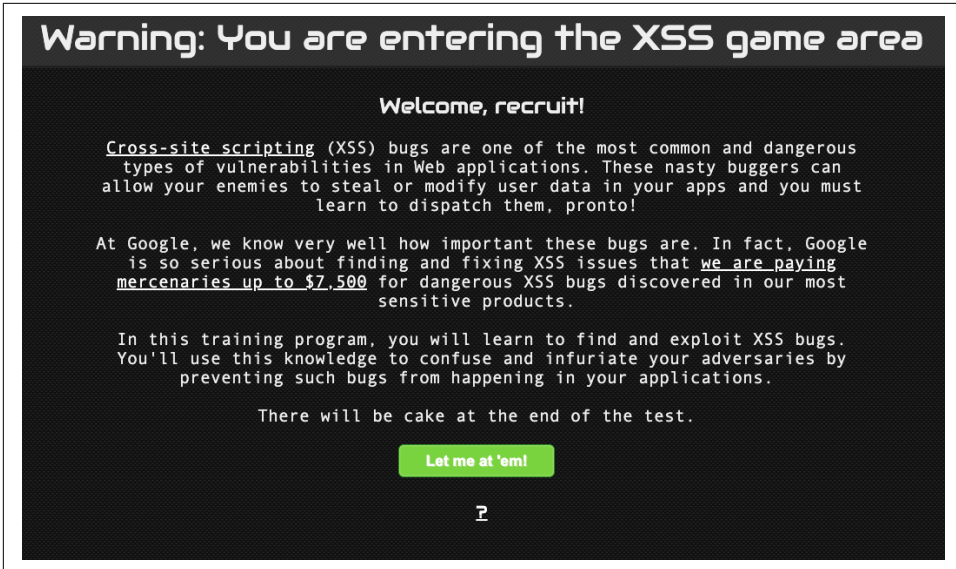 Warning: You are entering the XSS game area
Welcome, recruit!
Cross-site scripting (XSS) bugs are one of the most common and dangerous
types of vulnerabilities in Web applications. These nasty buggers can
allow your enemies to steal or modify user data in your apps and you must
learn to dispatch them, pronto!
At Google, we know very well how important these bugs are. In fact, Google
is so serious about finding and fixing XSS issues that we are paying
mercenaries up to $7,500 for dangerous XSS bugs discovered in our most
sensitive products.
In this training program, you will learn to find and exploit XSS bugs.
You'll use this knowledge to confuse and infuriate your adversaries by
preventing such bugs from happening in your applications.
There will be cake at the end of the test.
Let me at 'em!
?